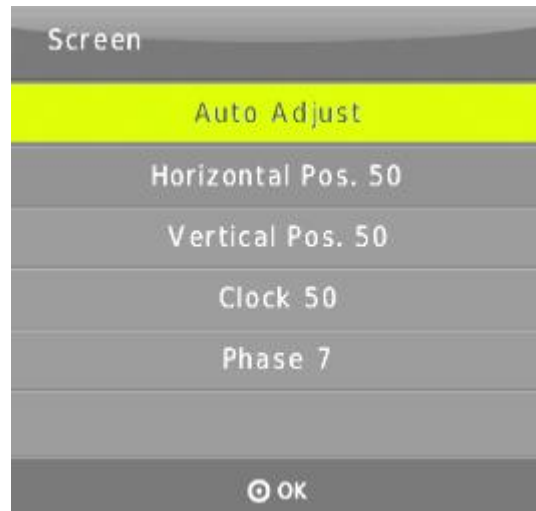 Screen
Auto Adjust
Horizontal Pos. 50
Vertical Pos. 50
Clock 50
Phase 7
OK